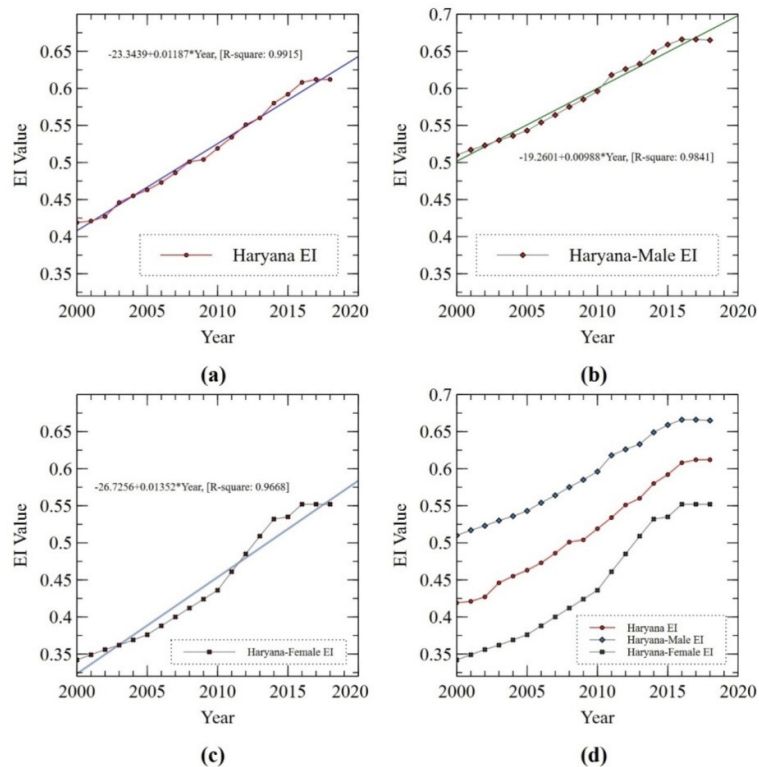 0.7
0.65
0.6
0.55
0.5
0.45
0.4
0.35
EI Value
-23.3439+0.01187*Year, [R-square: 0.9915]
Haryana EI
2000 2005 2010 2015 2020
Year
(a)
0.7
0.65
0.6
0.55
0.5
0.45
0.4
0.35
EI Value
-19.2601+0.00988*Year, [R-square: 0.9841]
Haryana-Male EI
2000 2005 2010 2015 2020
Year
(b)
0.65
0.6
0.55
0.5
0.45
0.4
0.35
EI Value
-26.7256+0.01352*Year, [R-square: 0.9668]
Haryana-Female EI
2000 2005 2010 2015 2020
Year
(c)
0.7
0.65
0.6
0.55
0.5
0.45
0.4
0.35
EI Value
Haryana EI
Haryana-Male EI
Haryana-Female EI
2000 2005 2010 2015 2020
Year
(d)